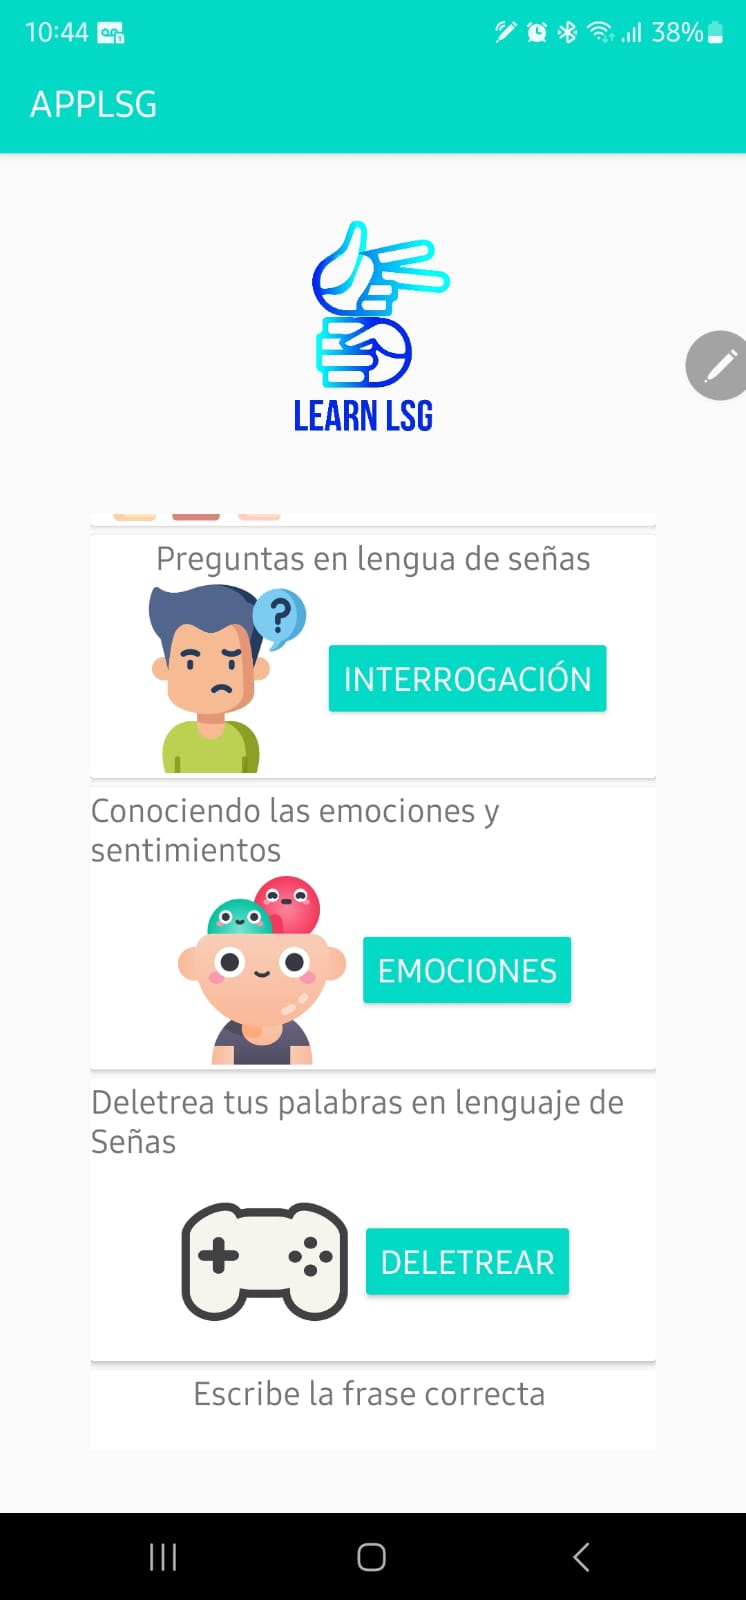 10:44
38%
APPLSG
LEARN LSG
Preguntas en lengua de señas
?
INTERROGACIÓN
Conociendo las emociones y
sentimientos
EMOCIONES
Deletrea tus palabras en lenguaje de
Señas
DELETREAR
Escribe la frase correcta